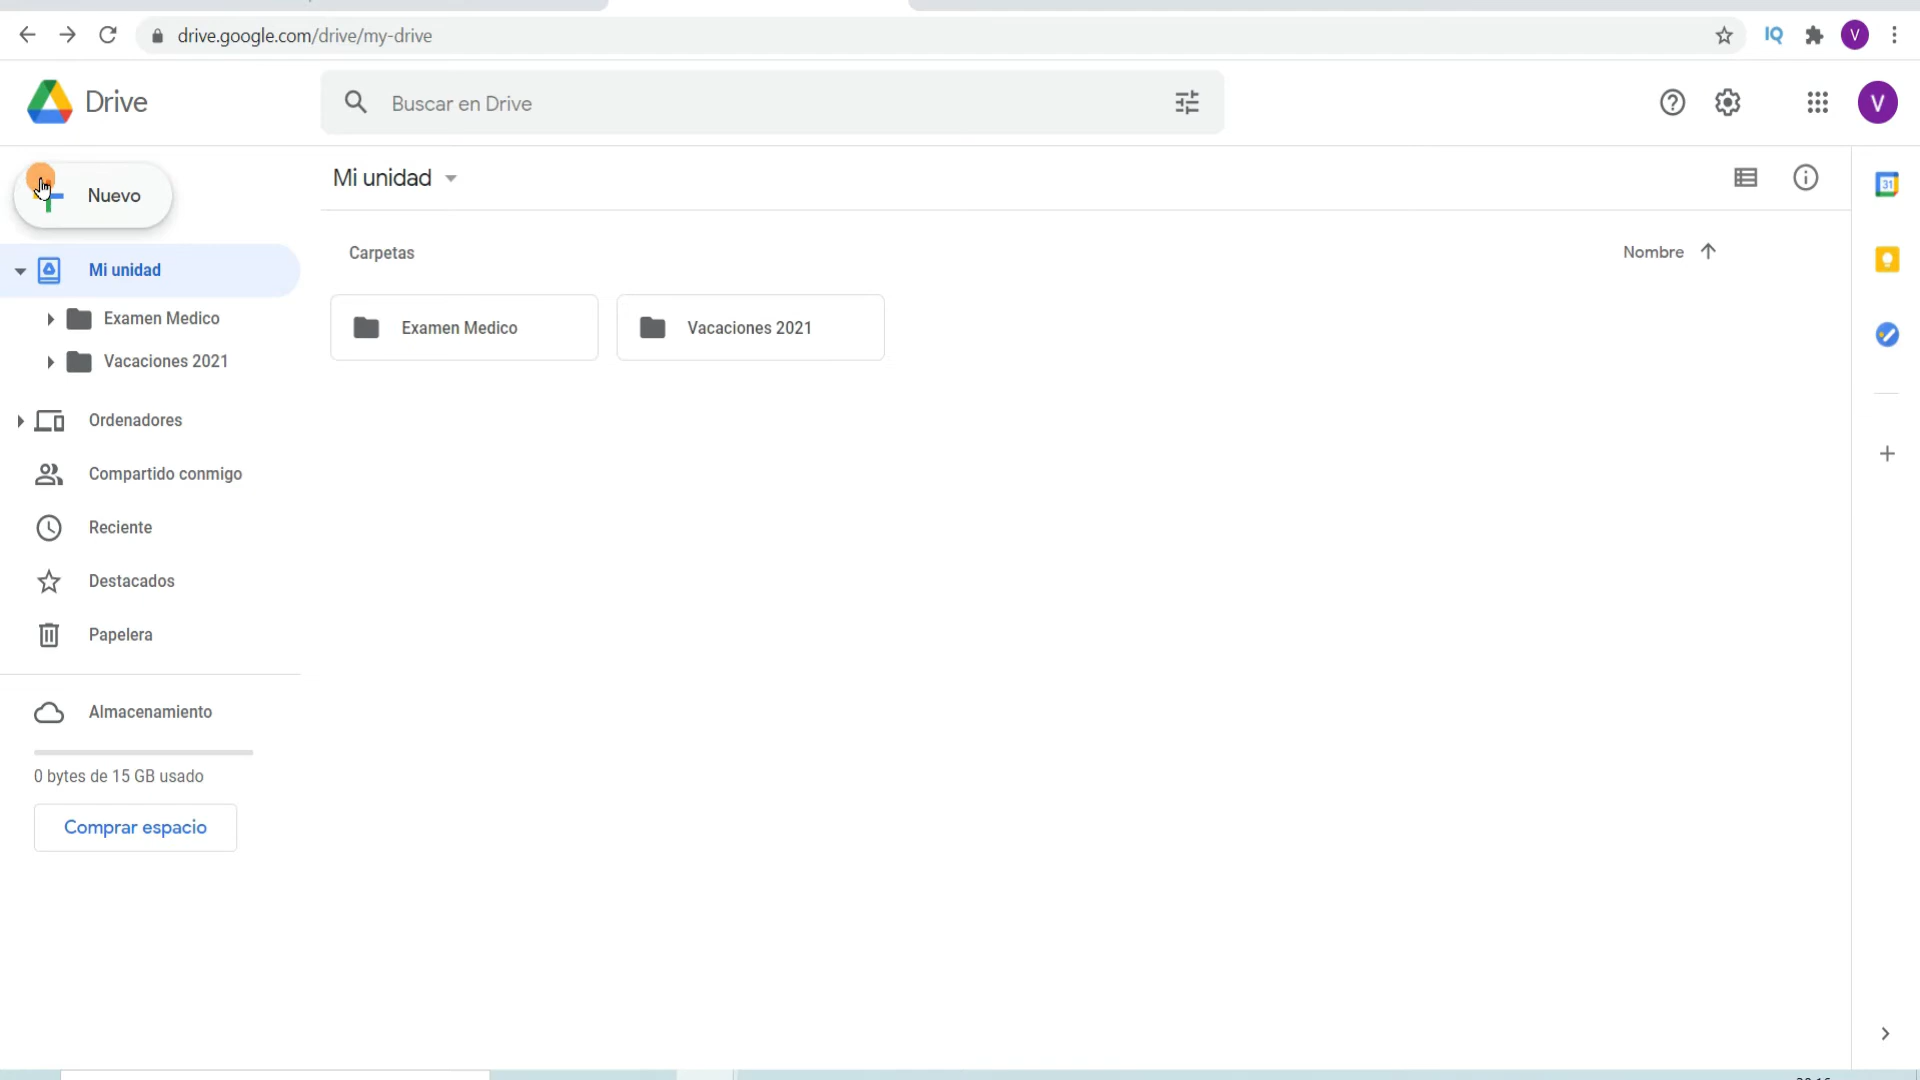 drive.google.com/drive/my-drive
IQ
V
Drive
Buscar en Drive
V
Nuevo
Mi unidad
31
Carpetas
Nombre
Mi unidad
Examen Medico
Vacaciones 2021
Examen Medico
Vacaciones 2021
Ordenadores
Compartido conmigo
Reciente
Destacados
Papelera
Almacenamiento
0 bytes de 15 GB usado
Comprar espacio